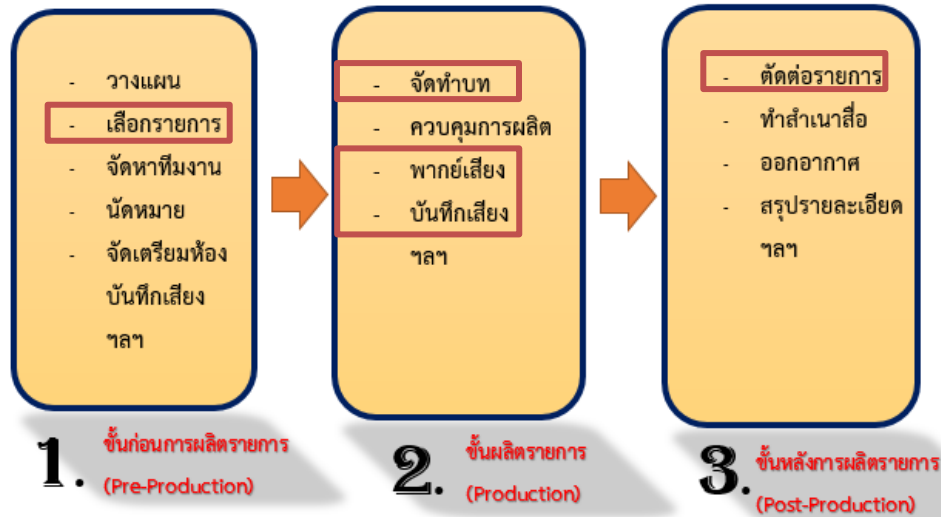 - วางแผน
- เลือกรายการ
- จัดหาทีมงาน
- นัดหมาย
- จัดเตรียมห้อง
บันทึกเสียง
ฯลฯ
1. ขั้นก่อนการผลิตรายการ
(Pre-Production)
- จัดทำบท
- ควบคุมการผลิต
- พากย์เสียง
- บันทึกเสียง
ฯลฯ
2. ขั้นผลิตรายการ
(Production)
- ตัดต่อรายการ
- ทำสำเนาสื่อ
- ออกอากาศ
- สรุปรายละเอียด
ฯลฯ
3. ขั้นหลังการผลิตรายการ
(Post-Production)